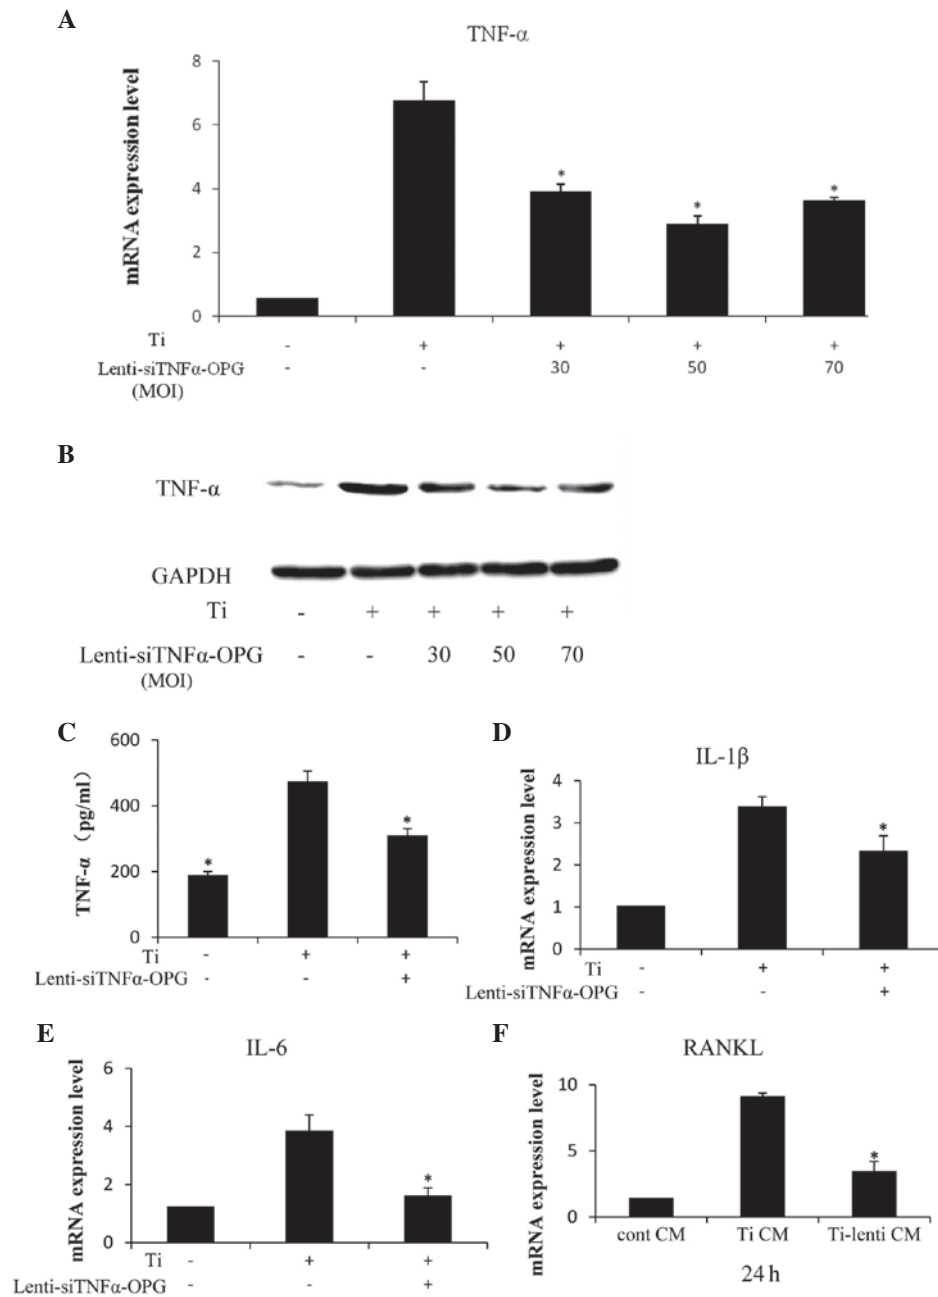 A
TNF-α
mRNA expression level
8
6
4
2
0
* * *
Ti - + + + +
Lenti-siTNFα-OPG - - 30 50 70
(MOI)
B
TNF-α
GAPDH
Ti - + + + +
Lenti-siTNFα-OPG - - 30 50 70
(MOI)
C
TNF-α (pg/ml)
600
400
200
0
* *
Ti - + +
Lenti-siTNFα-OPG - - +
D
IL-1β
mRNA expression level
4
3
2
1
0
*
Ti - + +
Lenti-siTNFα-OPG - - +
E
IL-6
mRNA expression level
6
4
2
0
*
Ti - + +
Lenti-siTNFα-OPG - - +
F
RANKL
mRNA expression level
10
5
0
*
cont CM Ti CM Ti-lenti CM
24 h